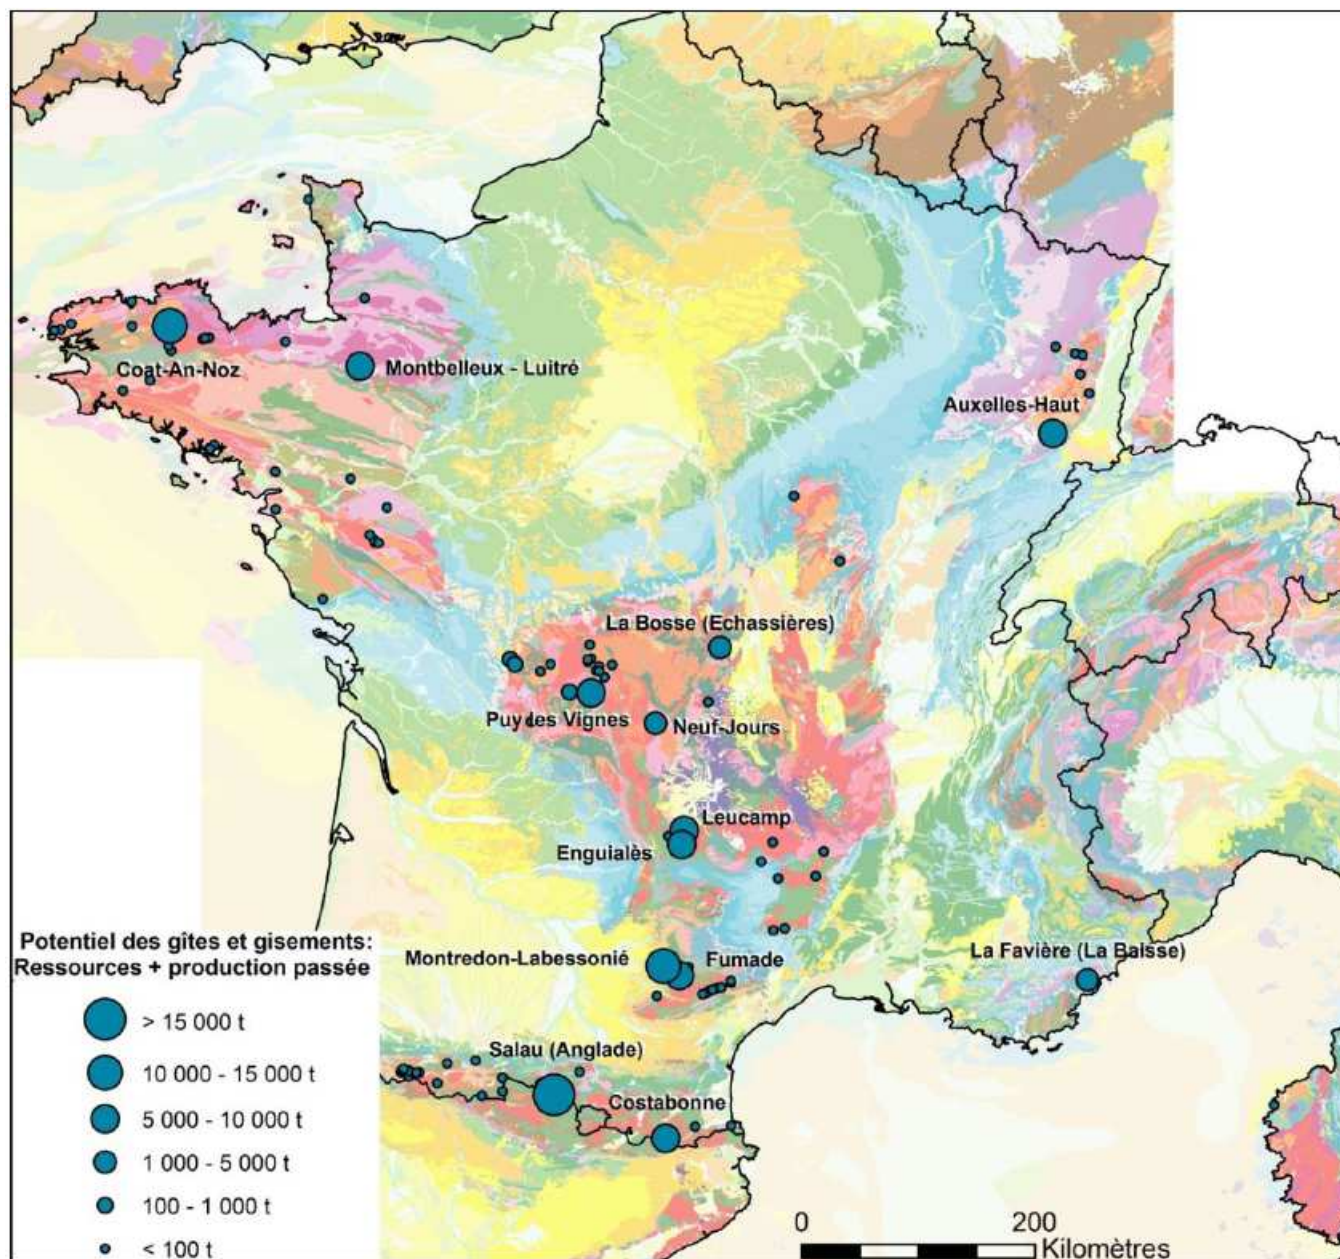 Coat-An-Noz
Montbelleux - Luitré
Auxelles-Haut
La Bosse (Echassières)
Puy des Vignes
Neuf-Jours
Leucamp
Enguialès
Montredon-Labessonié
Fumade
La Favière (La Baisse)
Salau (Anglade)
Costabonne
Potentiel des gîtes et gisements:
Ressources + production passée
> 15 000 t
10 000 - 15 000 t
5 000 - 10 000 t
1 000 - 5 000 t
100 - 1 000 t
< 100 t
0 200
Kilomètres